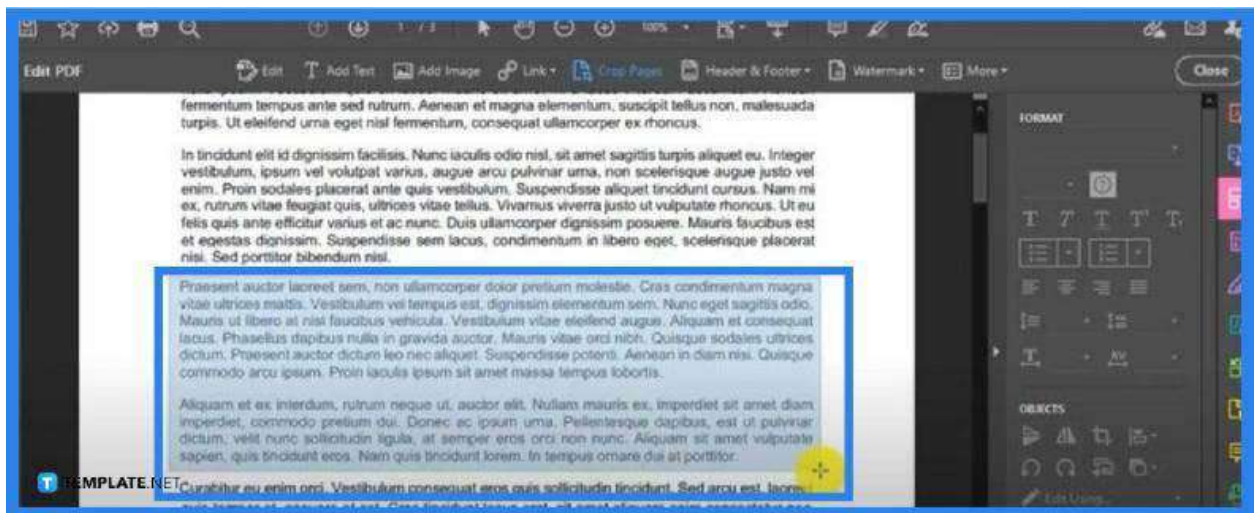 1 / 3
100%
Edit PDF
Edit
Add Text
Add Image
Link
Crop Pages
Header & Footer
Watermark
More
Close
fermentum tempus ante sed rutrum. Aenean et magna elementum, suscipit tellus non, malesuada
turpis. Ut eleifend urna eget nisl fermentum, consequat ullamcorper ex rhoncus.
In tincidunt elit id dignissim facilisis. Nunc iaculis odio nisl, sit amet sagittis turpis aliquet eu. Integer
vestibulum, ipsum vel volutpat varius, augue arcu pulvinar urna, non scelerisque augue justo vel
enim. Proin sodales placerat ante quis vestibulum. Suspendisse aliquet tincidunt cursus. Nam mi
ex, rutrum vitae feugiat quis, ultrices vitae tellus. Vivamus viverra justo ut vulputate rhoncus. Ut eu
felis quis ante efficitur varius et ac nunc. Duis ullamcorper dignissim posuere. Mauris faucibus est
et egestas dignissim. Suspendisse sem lacus, condimentum in libero eget, scelerisque placerat
nisi. Sed porttitor bibendum nisl.
Praesent auctor laoreet sem, non ullamcorper dolor pretium molestie. Cras condimentum magna
vitae ultrices mattis. Vestibulum vel tempus est, dignissim elementum sem. Nunc eget sagittis odio.
Mauris ut libero at nisl faucibus vehicula. Vestibulum vitae eleifend augue. Aliquam et consequat
lacus. Phasellus dapibus nulla in gravida auctor. Mauris vitae orci nibh. Quisque sodales ultrices
dictum. Praesent auctor dictum leo nec aliquet. Suspendisse potenti. Aenean in diam nisi. Quisque
commodo arcu ipsum. Proin iaculis ipsum sit amet massa tempus lobortis.
Aliquam et ex interdum, rutrum neque ut, auctor elit. Nullam mauris ex, imperdiet sit amet diam
imperdiet, commodo pretium dui. Donec ac ipsum urna. Pellentesque dapibus, est ut pulvinar
dictum, velit nunc sollicitudin ligula, at semper eros orci non nunc. Aliquam sit amet vulputate
sapien, quis tincidunt eros. Nam quis tincidunt lorem. In tempus ornare dui at porttitor.
Curabitur eu enim orci. Vestibulum consequat eros quis sollicitudin tincidunt. Sed arcu est, laoreet
FORMAT
OBJECTS
Edit Using...
TEMPLATE.NET